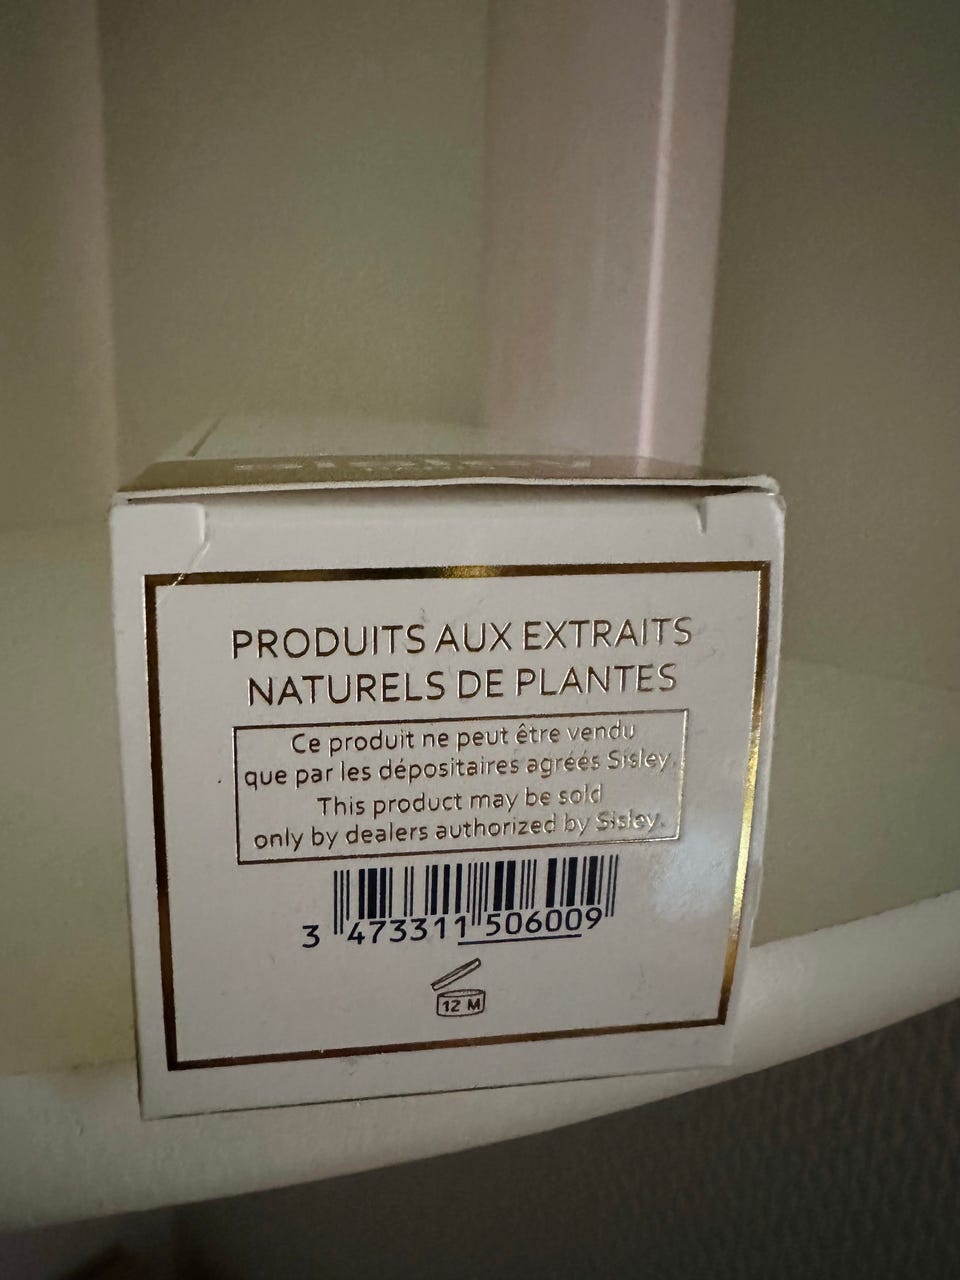 PRODUITS AUX EXTRAITS
NATURELS DE PLANTES
Ce produit ne peut être vendu
que par les dépositaires agréés Sisley.
This product may be sold
only by dealers authorized by Sisley.
3 473311 506009
12 M